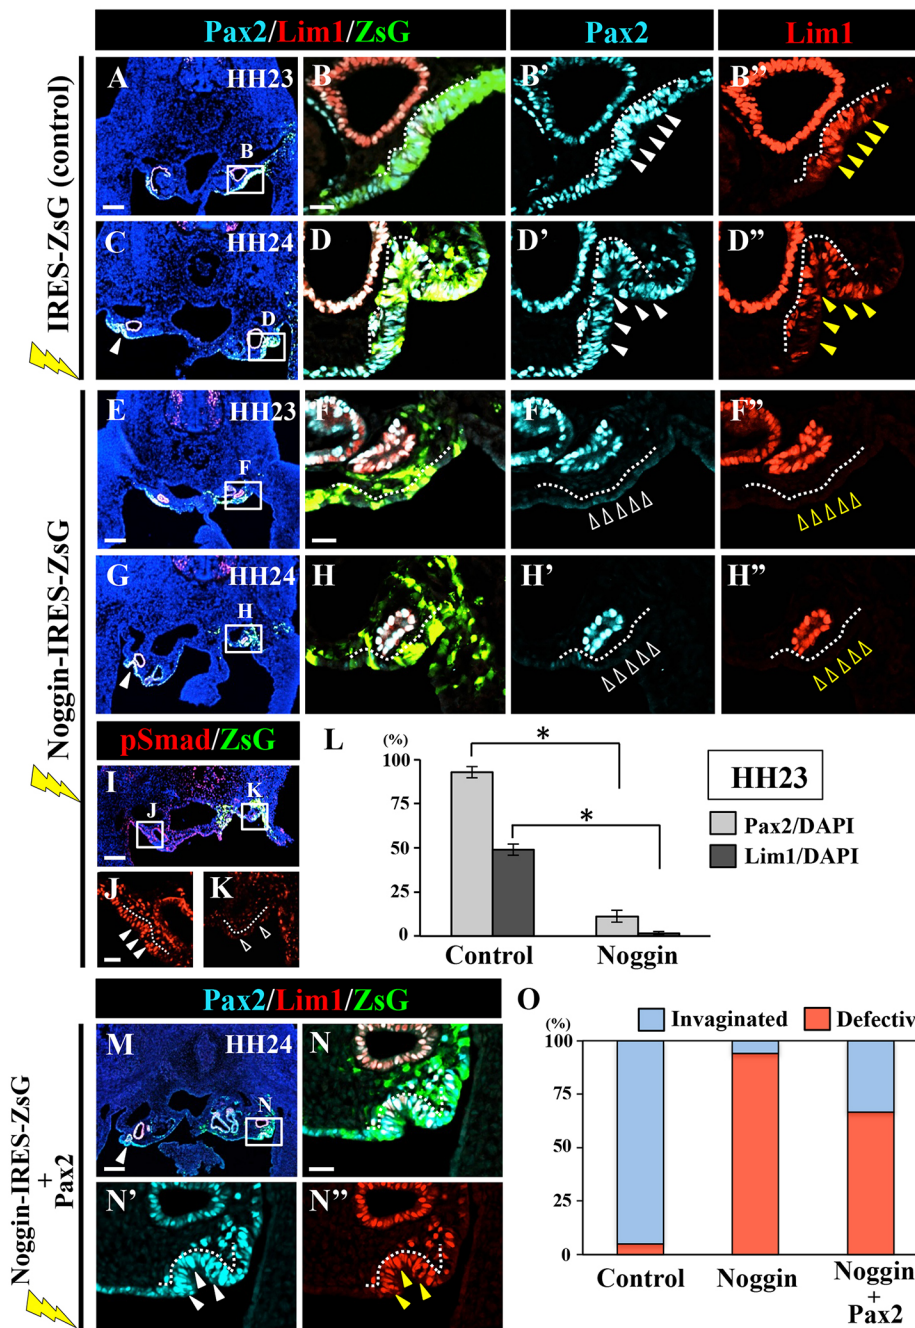 Pax2/Lim1/ZsG Pax2 Lim1
IRES-ZsG (control)
A HH23 B B B' B''
C HH24 D D D' D''
Noggin-IRES-ZsG
E HH23 F F F' F''
G HH24 H H H' H''
pSmad/ZsG
I J K
J K
L
(%)
100
75
50
25
0
Control Noggin
* *
HH23
Pax2/DAPI
Lim1/DAPI
Noggin-IRES-ZsG
+
Pax2
Pax2/Lim1/ZsG
M HH24 N N
N' N''
O
(%)
Invaginated Defective
100
75
50
25
0
Control Noggin Noggin
+
Pax2